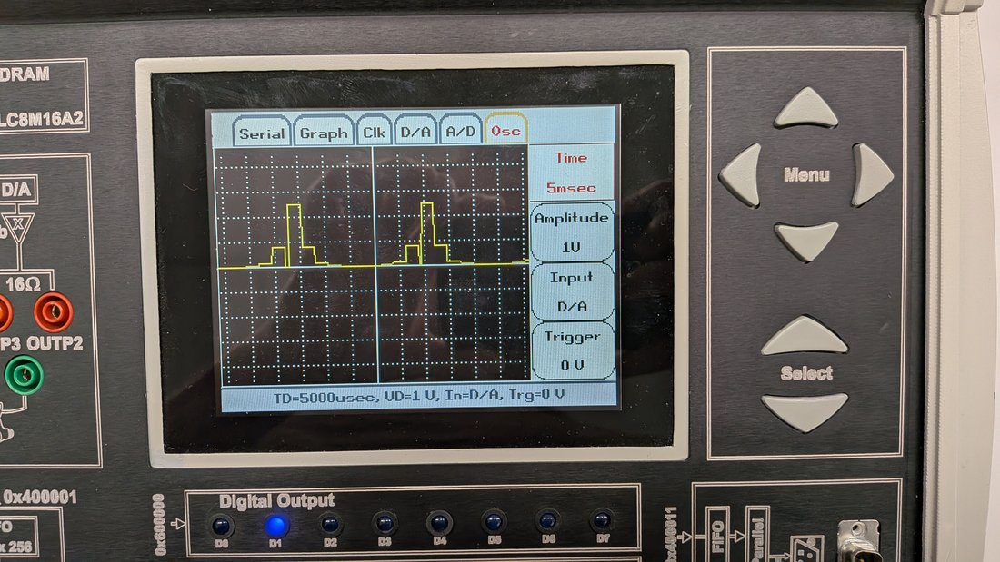 DRAM
LC8M16A2
D/A
X
b
16Ω
P3 OUTP2
0x400001
FO
x 256
Serial Graph Clk D/A A/D Osc
Time
5msec
Amplitude
1V
Input
D/A
Trigger
0 V
TD=5000usec, VD=1 V, In=D/A, Trg=0 V
Menu
Select
0x600000
Digital Output
D0 D1 D2 D3 D4 D5 D6 D7
0x400011
FIFO
Parallel